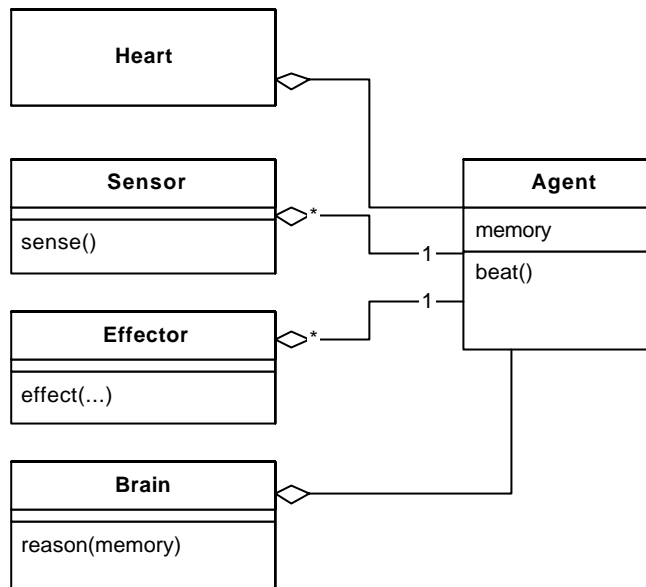 Heart
Sensor
sense()
*
1
Agent
memory
beat()
Effector
effect(...)
*
1
Brain
reason(memory)